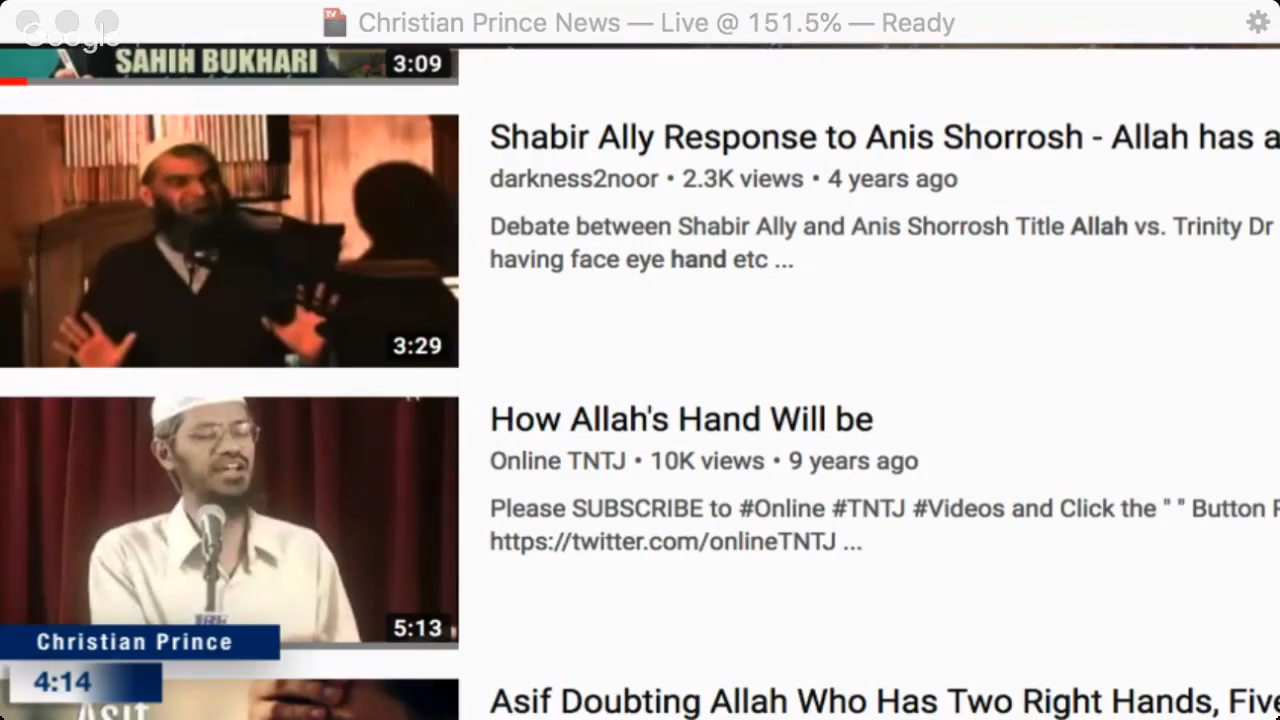 Christian Prince News — Live @ 151.5% — Ready
Google
SAHIH BUKHARI
3:09
Shabir Ally Response to Anis Shorrosh - Allah has a
darkness2noor • 2.3K views • 4 years ago
Debate between Shabir Ally and Anis Shorrosh Title Allah vs. Trinity Dr
having face eye hand etc ...
3:29
How Allah's Hand Will be
Online TNTJ • 10K views • 9 years ago
Please SUBSCRIBE to #Online #TNTJ #Videos and Click the " " Button
https://twitter.com/onlineTNTJ ...
IRF
5:13
Christian Prince
4:14
Asif
Asif Doubting Allah Who Has Two Right Hands, Five